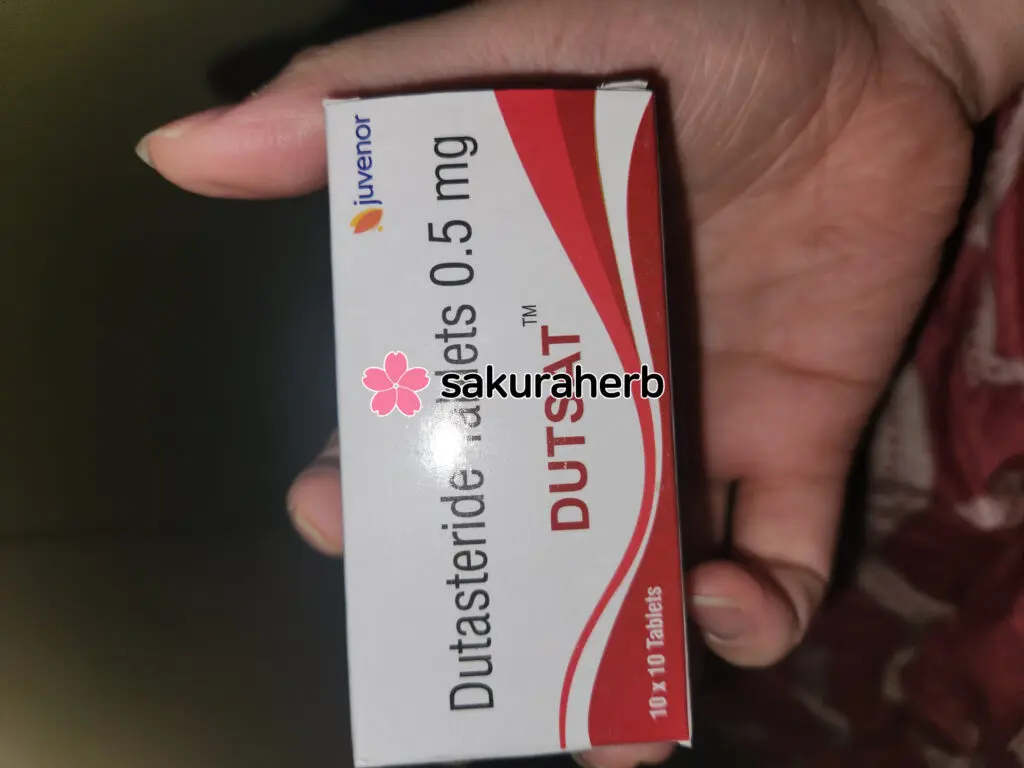 juvenor
Dutasteride Tablets 0.5 mg
sakuraherb
DUTSAT™
10 x 10 Tablets